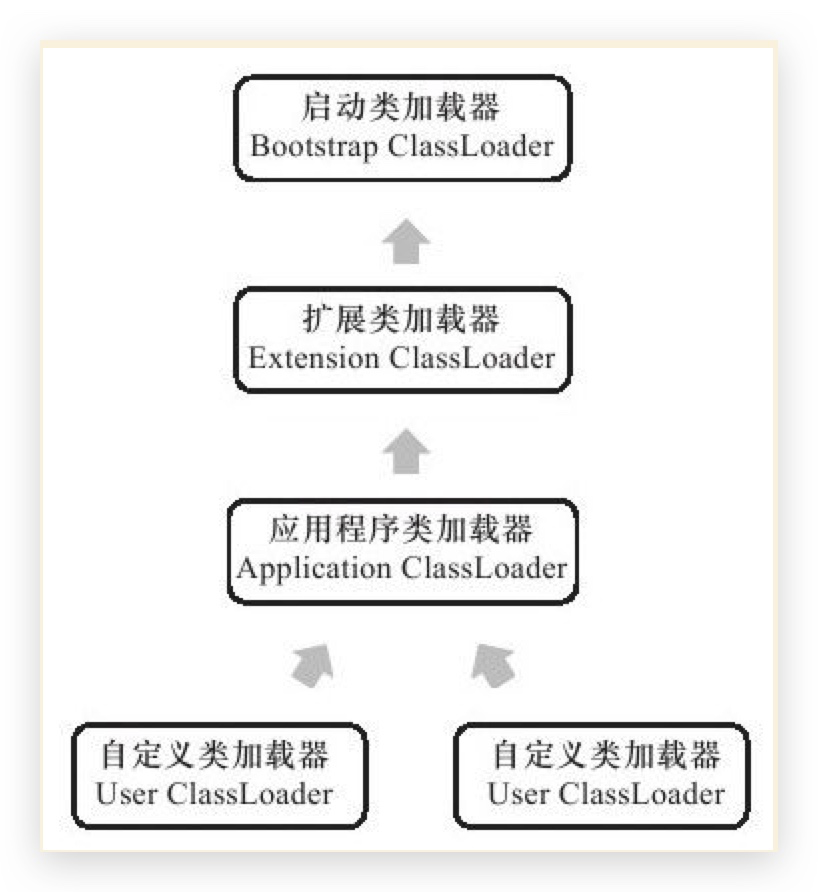 启动类加载器
Bootstrap ClassLoader
扩展类加载器
Extension ClassLoader
应用程序类加载器
Application ClassLoader
自定义类加载器
User ClassLoader
自定义类加载器
User ClassLoader